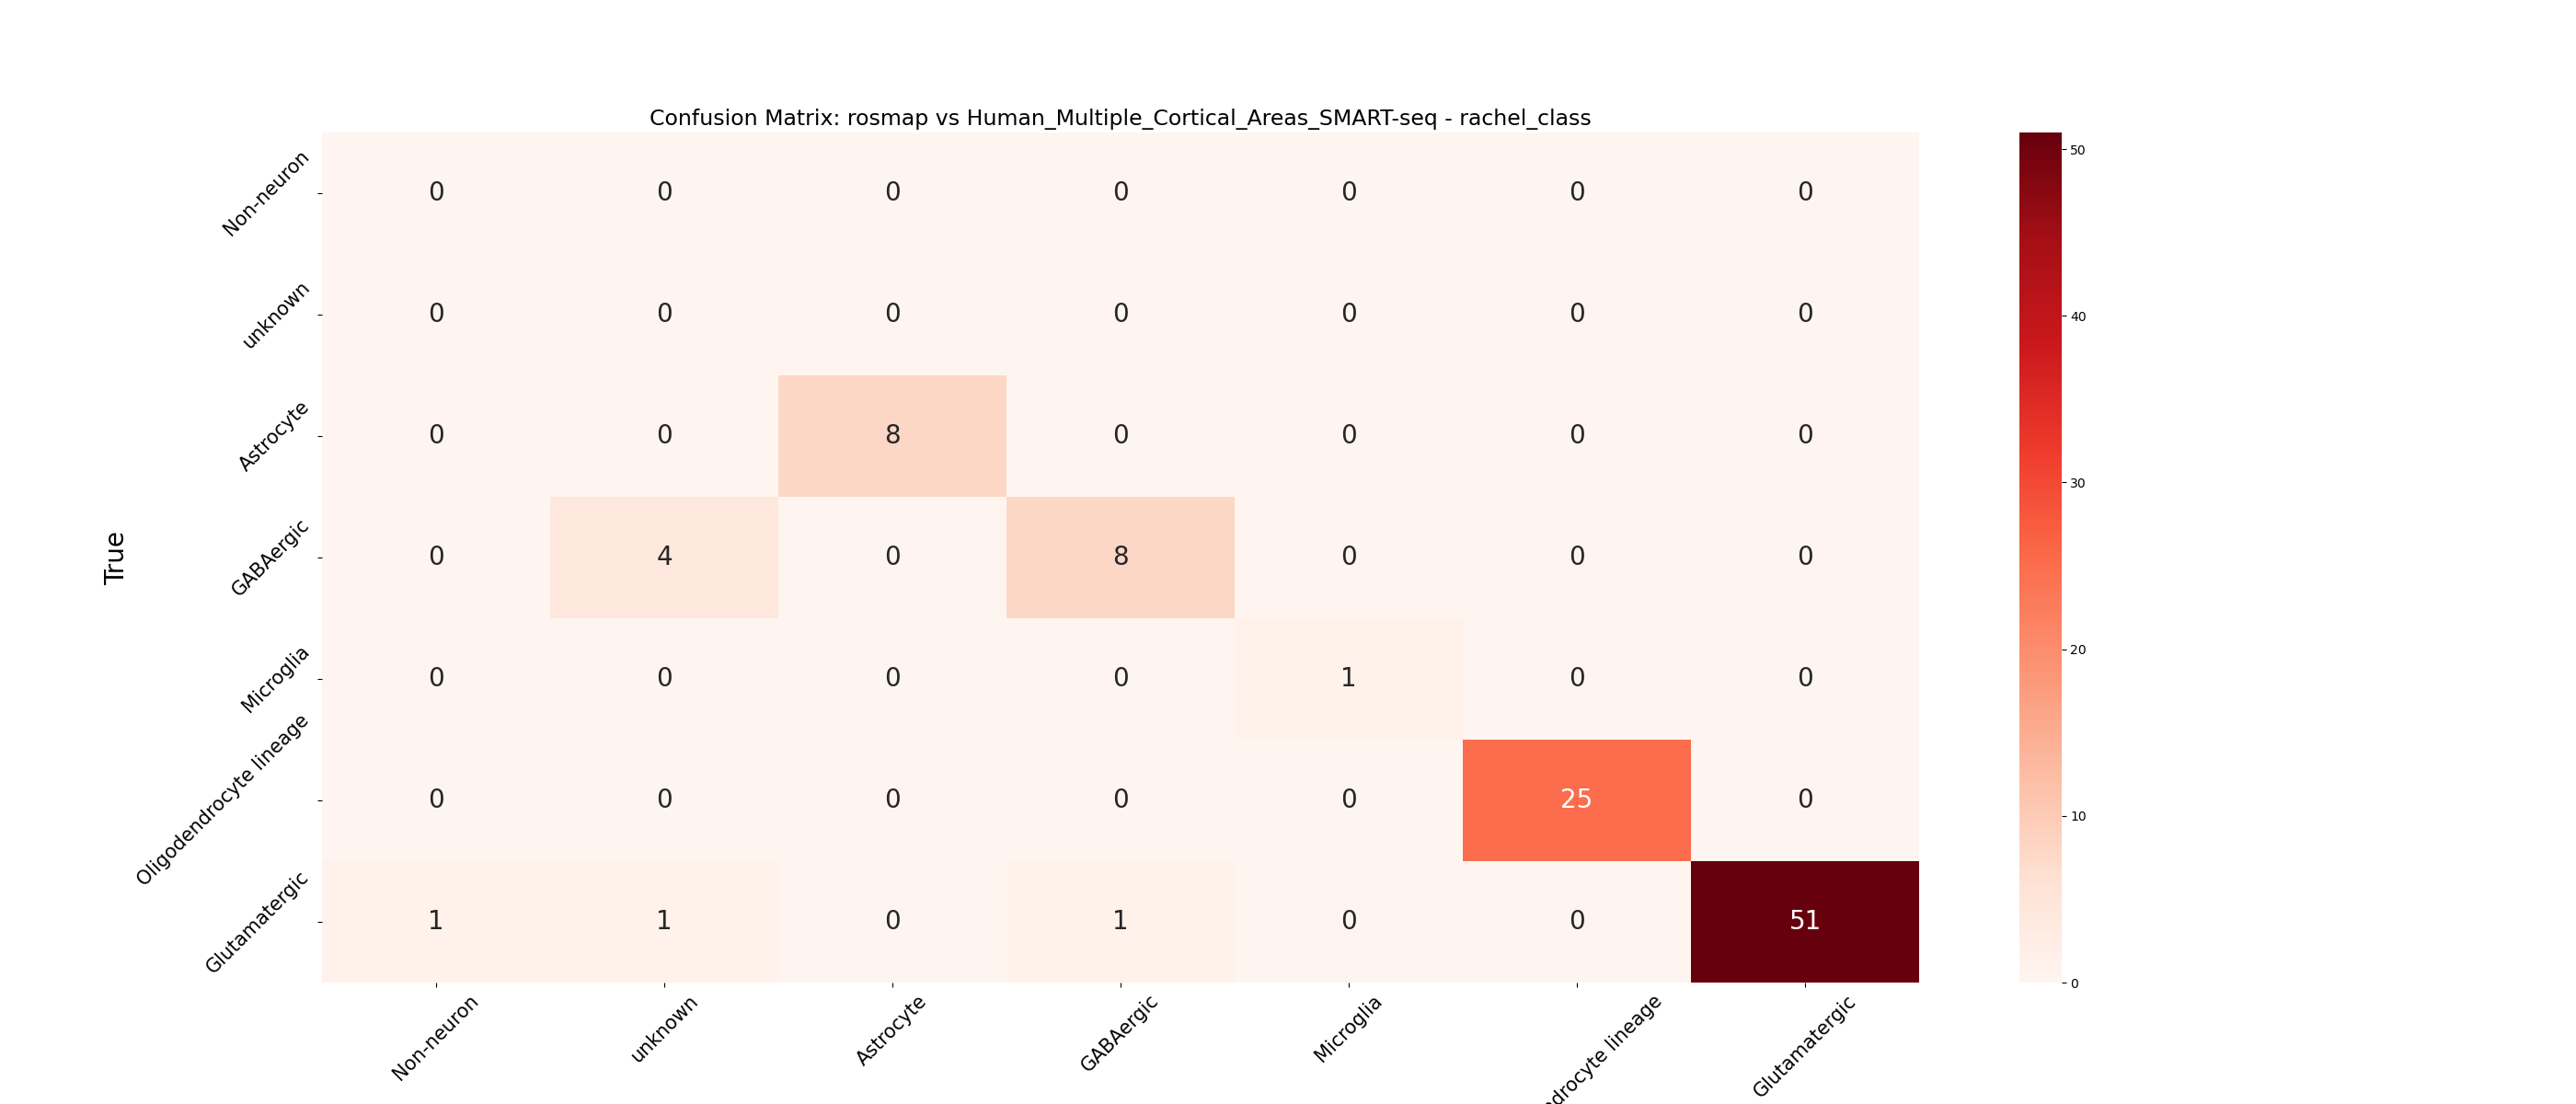 Confusion Matrix: rosmap vs Human_Multiple_Cortical_Areas_SMART-seq - rachel_class
True
Non-neuron 0 0 0 0 0 0 0
unknown 0 0 0 0 0 0 0
Astrocyte 0 0 8 0 0 0 0
GABAergic 0 4 0 8 0 0 0
Microglia 0 0 0 0 1 0 0
Oligodendrocyte lineage 0 0 0 0 0 25 0
Glutamatergic 1 1 0 1 0 0 51
Non-neuron unknown Astrocyte GABAergic Microglia lineage Glutamatergic
50
40
30
20
10
0